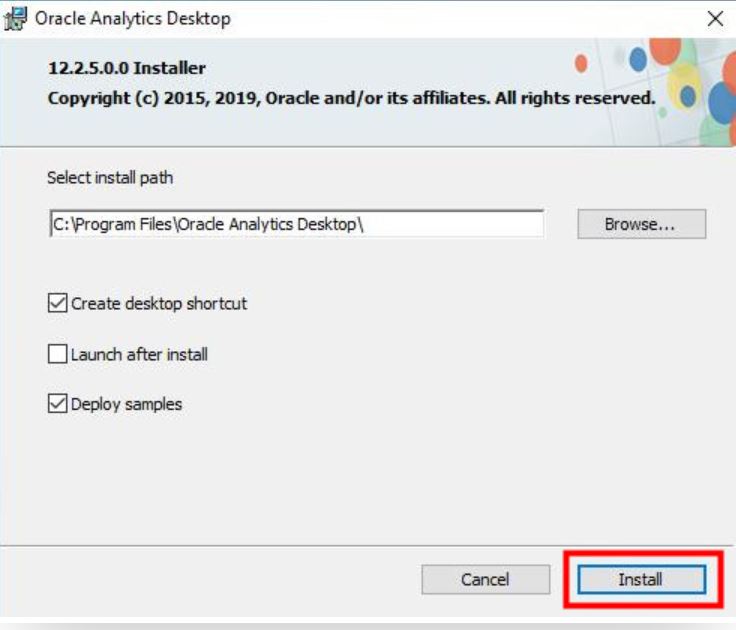 Oracle Analytics Desktop
12.2.5.0.0 Installer
Copyright (c) 2015, 2019, Oracle and/or its affiliates. All rights reserved.
Select install path
C:\Program Files\Oracle Analytics Desktop\
Browse...
Create desktop shortcut
Launch after install
Deploy samples
Cancel
Install